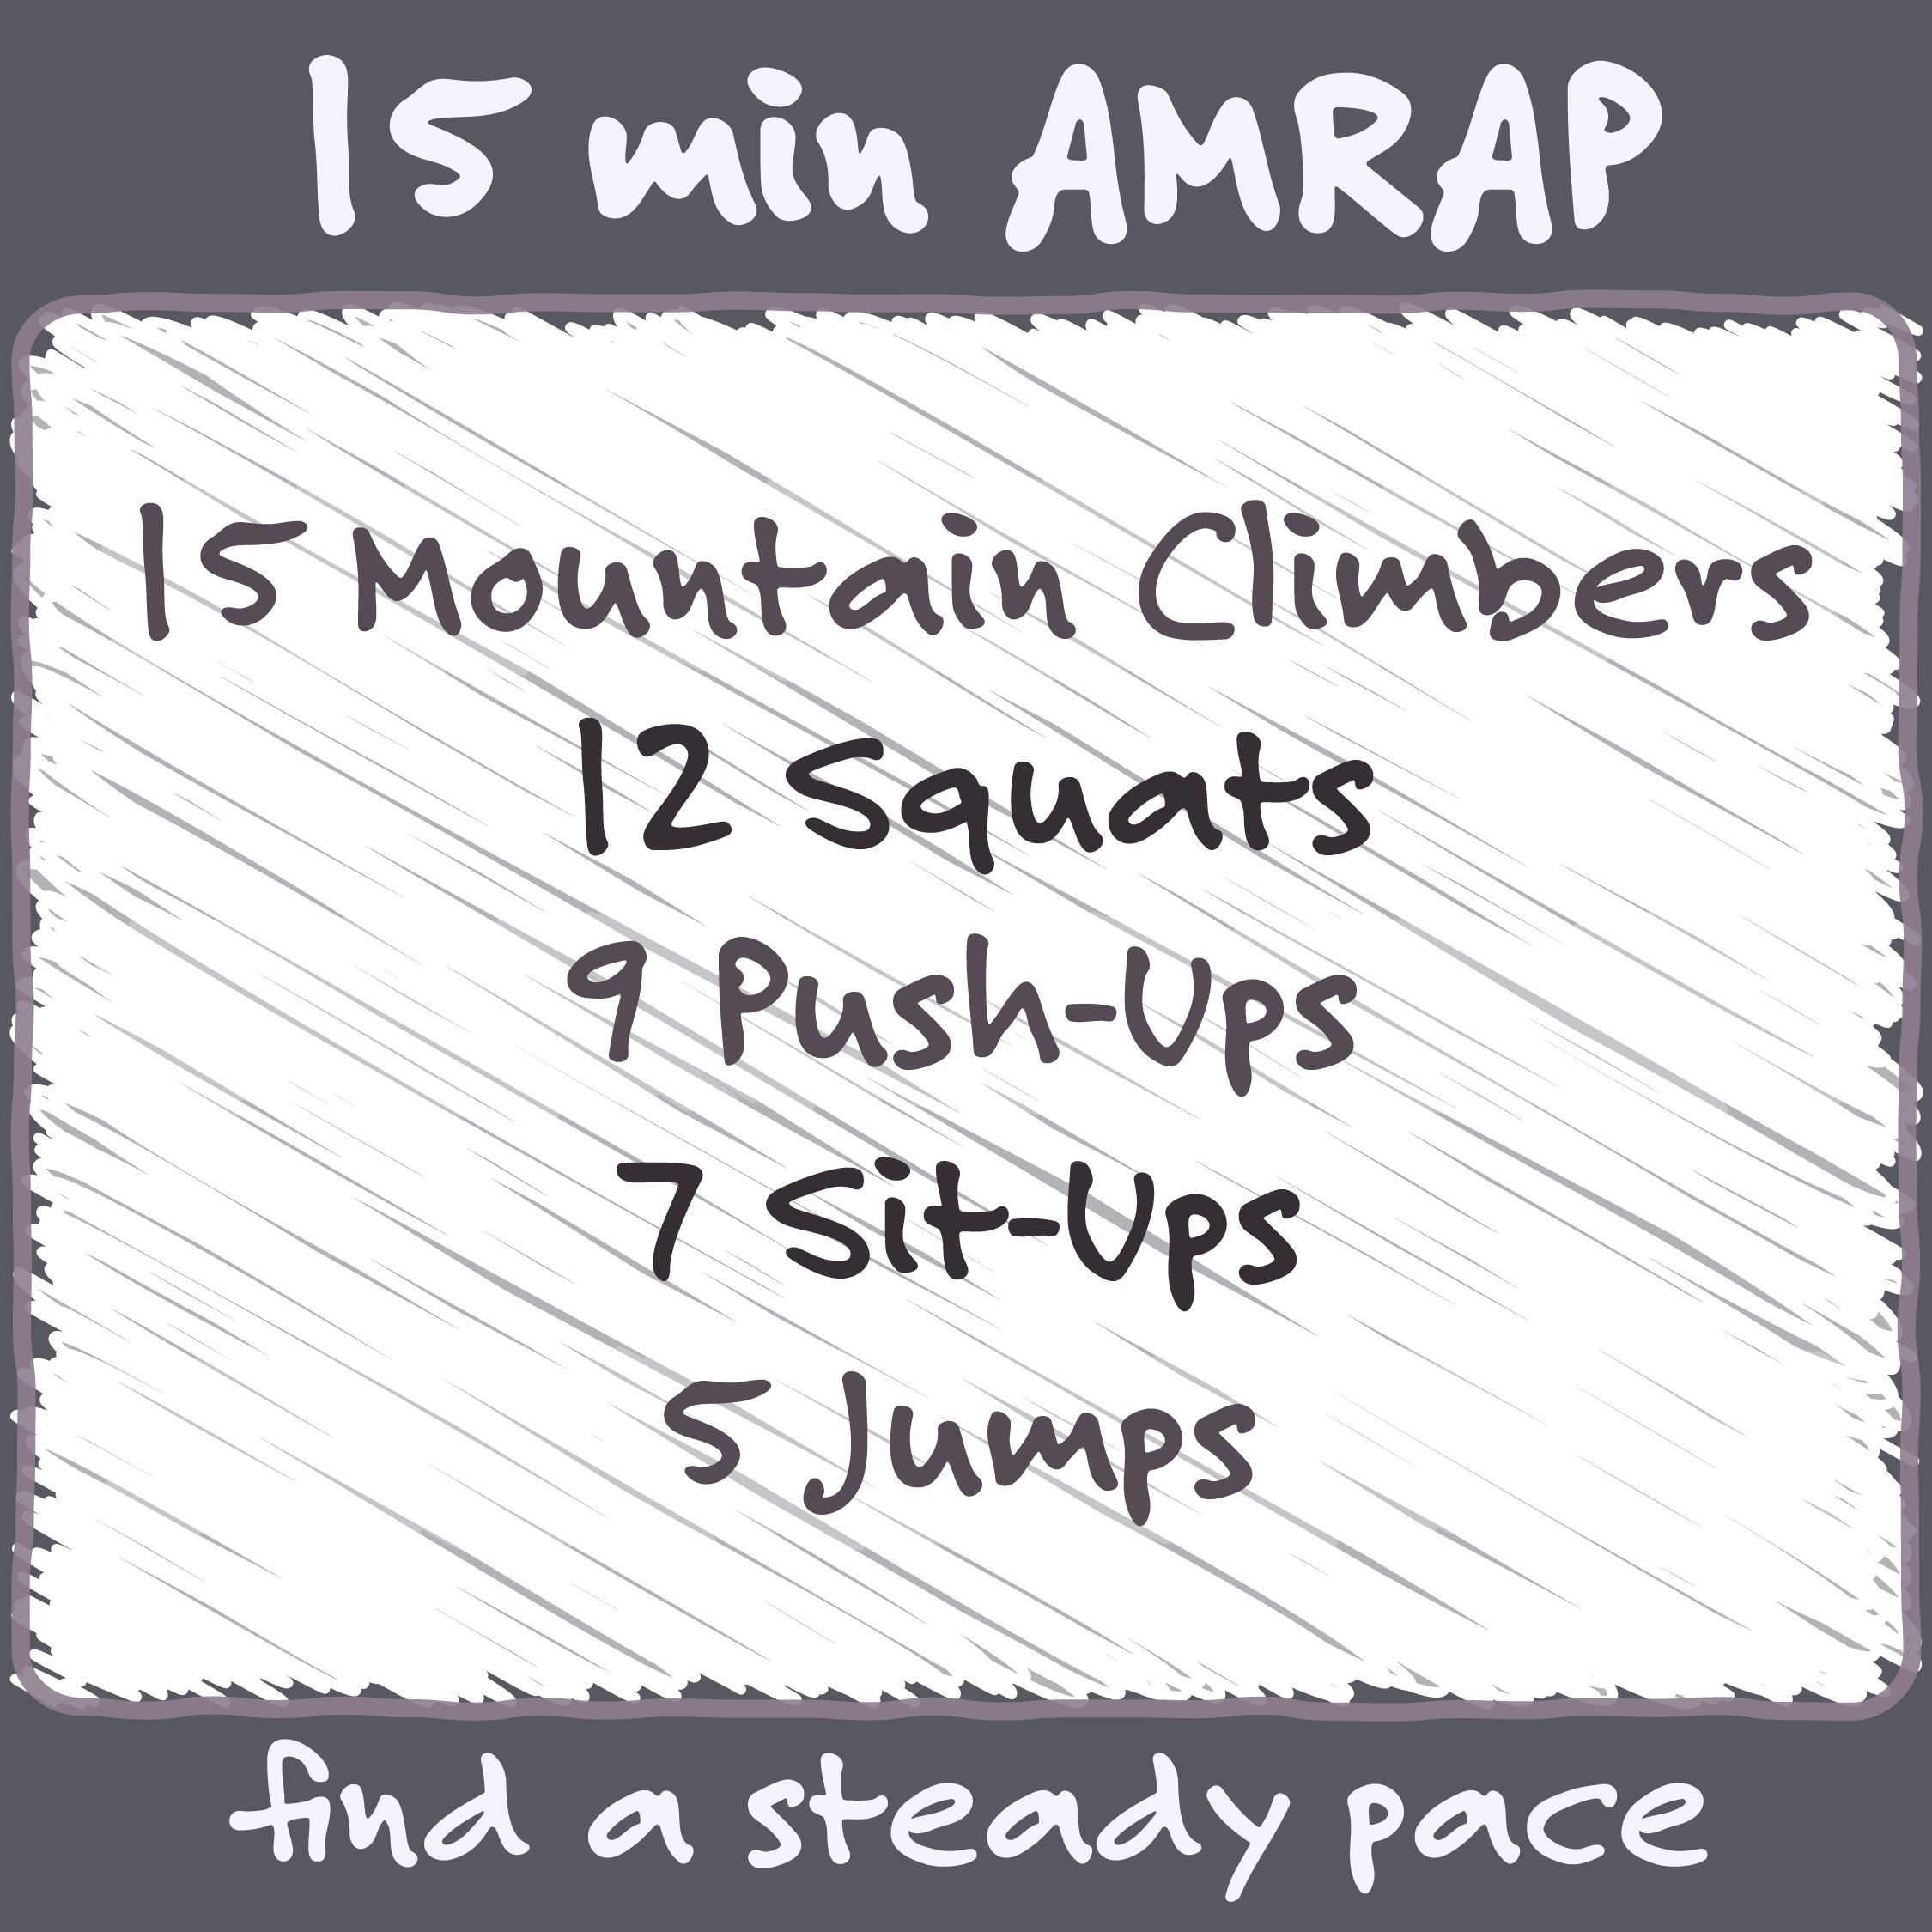 15 min AMRAP
15 Mountain Climbers
12 Squats
9 Push-Ups
7 Sit-Ups
5 Jumps
find a steady pace